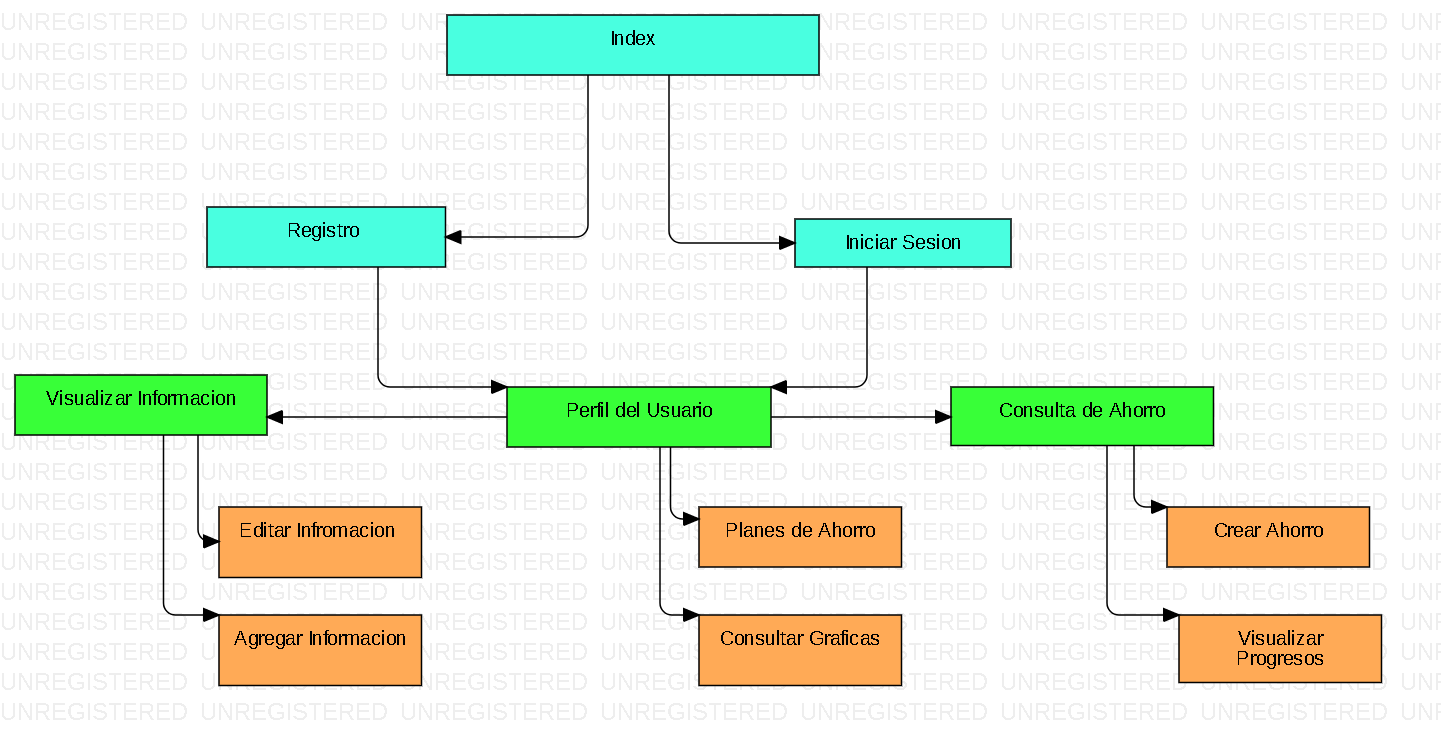 Index
Registro
Iniciar Sesion
Visualizar Informacion
Perfil del Usuario
Consulta de Ahorro
Editar Infromacion
Planes de Ahorro
Crear Ahorro
Agregar Informacion
Consultar Graficas
Visualizar
Progresos
UNREGISTERED